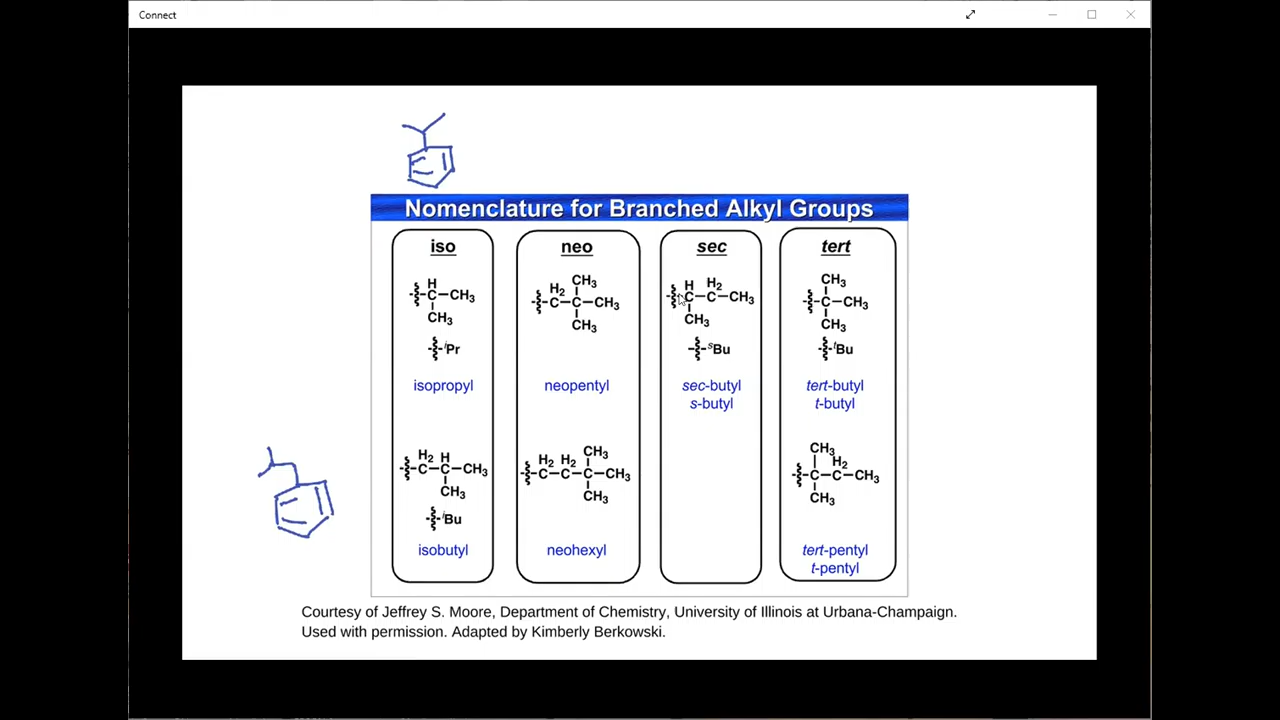 Connect
Nomenclature for Branched Alkyl Groups
iso
H
C—CH₃
CH₃
ⁱPr
isopropyl
H₂ H
C—C—CH₃
CH₃
ⁱBu
isobutyl
neo
CH₃
H₂
C—C—CH₃
CH₃
neopentyl
CH₃
H₂ H₂
C—C—C—CH₃
CH₃
neohexyl
sec
H H₂
C—C—CH₃
CH₃
ˢBu
sec-butyl
s-butyl
tert
CH₃
C—CH₃
CH₃
ᵗBu
tert-butyl
t-butyl
CH₃
H₂
C—C—CH₃
CH₃
tert-pentyl
t-pentyl
Courtesy of Jeffrey S. Moore, Department of Chemistry, University of Illinois at Urbana-Champaign.
Used with permission. Adapted by Kimberly Berkowski.